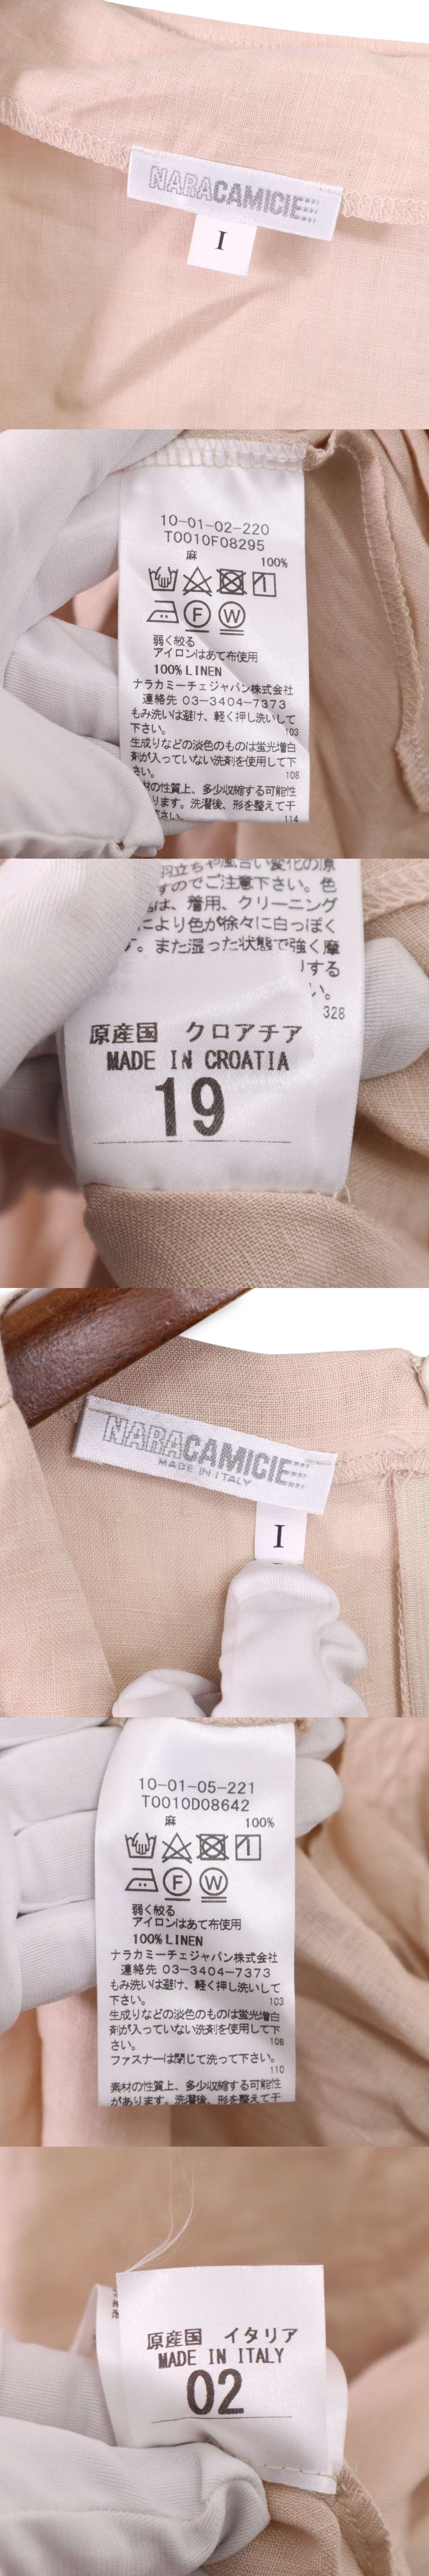 NARACAMICIE
I
10-01-02-220
T0010F08295
麻 100%
F W
弱く絞る
アイロンはあて布使用
100% LINEN
ナラカミーチェジャパン株式会社
連絡先 03-3404-7373
もみ洗いは避け、軽く押し洗いして
下さい。 103
生成りなどの淡色のものは蛍光増白
剤が入っていない洗剤を使用して下
さい。 108
材の性質上、多少収縮する可能性
ります。洗濯後、形を整えて干
さい。 114
羽立ちや風合い変化の原
すのでご注意下さい。色
は、着用、クリーニング
により色が徐々に白っぽく
。また湿った状態で強く摩
する
い。
328
原産国 クロアチア
MADE IN CROATIA
19
NARACAMICIE
MADE IN ITALY
I
10-01-05-221
T0010D08642
麻 100%
F W
弱く絞る
アイロンはあて布使用
100% LINEN
ナラカミーチェジャパン株式会社
連絡先 03-3404-7373
もみ洗いは避け、軽く押し洗いして
下さい。 103
生成りなどの淡色のものは蛍光増白
剤が入っていない洗剤を使用して下
さい。 108
ファスナーは閉じて洗って下さい。
110
素材の性質上、多少収縮する可能性
があります。洗濯後、形を整えて干
原産国 イタリア
MADE IN ITALY
02